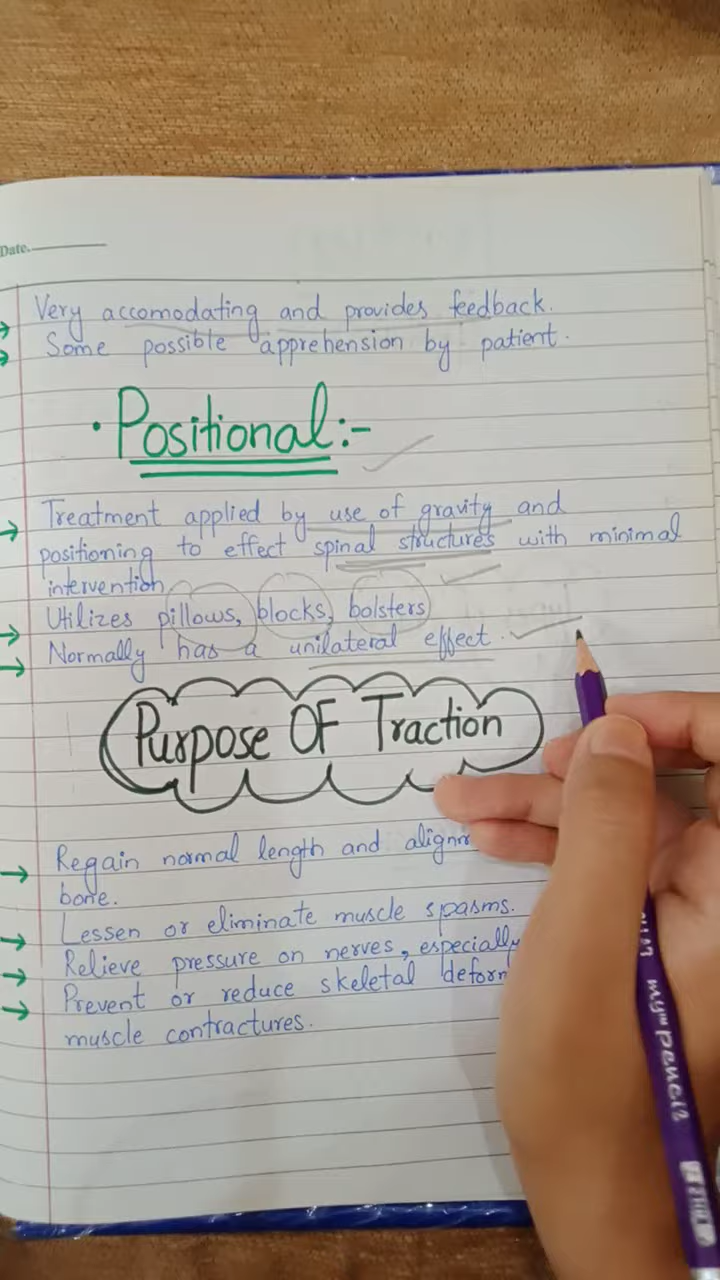 Date.
Very accomodating and provides feedback.
Some possible apprehension by patient.
• Positional:-
Treatment applied by use of gravity and
positioning to effect spinal structures with minimal
intervention
Utilizes pillows, blocks, bolsters
Normally has a unilateral effect.
Purpose OF Traction
Regain normal length and
bone.
Lessen or eliminate muscle spasms.
Relieve pressure on nerves, especially
Prevent or reduce skeletal
muscle contractures.
my pencil